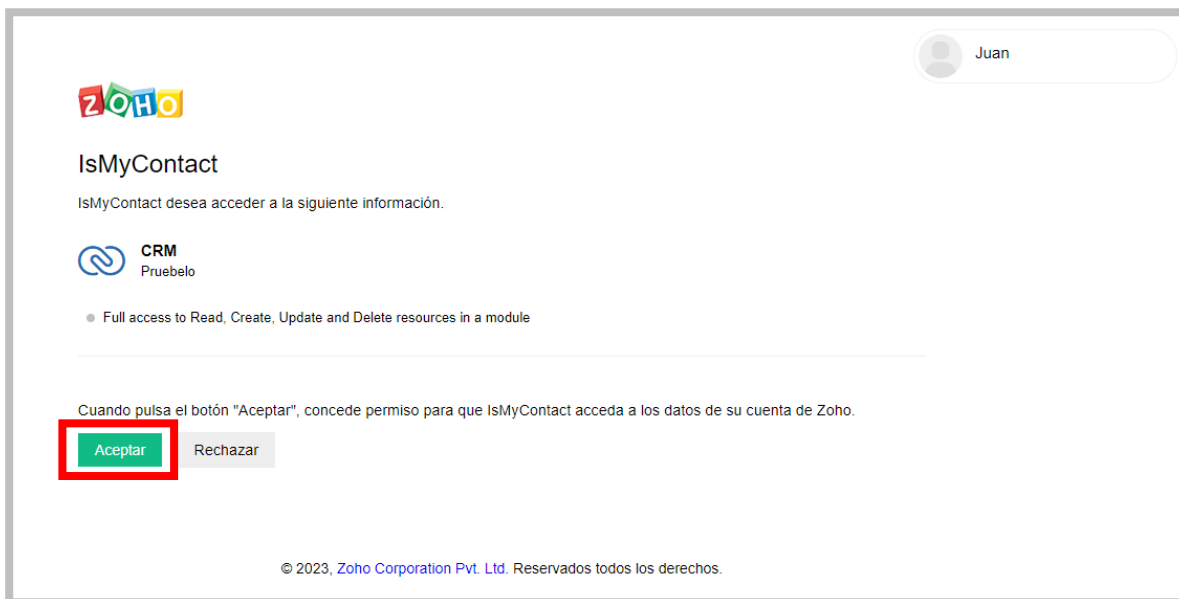 Juan
ZOHO
IsMyContact
IsMyContact desea acceder a la siguiente información.
CRM
Pruebelo
Full access to Read, Create, Update and Delete resources in a module
Cuando pulsa el botón "Aceptar", concede permiso para que IsMyContact acceda a los datos de su cuenta de Zoho.
Aceptar Rechazar
© 2023, Zoho Corporation Pvt. Ltd. Reservados todos los derechos.